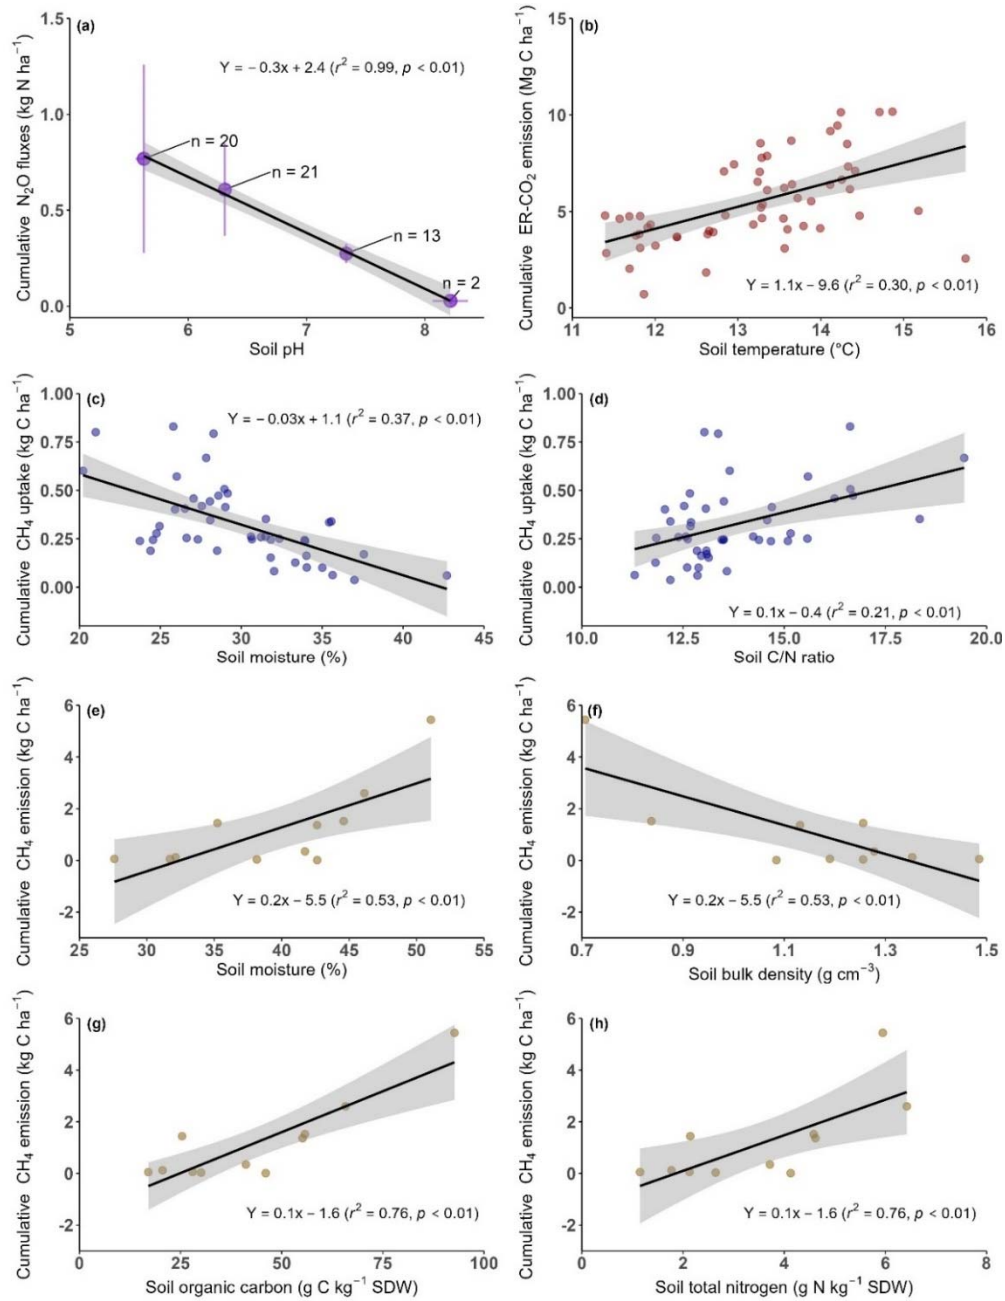 (a)
Cumulative N₂O fluxes (kg N ha⁻¹)
1.5
1.0
0.5
0.0
Y = −0.3x + 2.4 (r² = 0.99, p < 0.01)
n = 20
n = 21
n = 13
n = 2
5 6 7 8
Soil pH
(b)
Cumulative ER-CO₂ emission (Mg C ha⁻¹)
15
10
5
0
Y = 1.1x − 9.6 (r² = 0.30, p < 0.01)
11 12 13 14 15 16
Soil temperature (°C)
(c)
Cumulative CH₄ uptake (kg C ha⁻¹)
1.00
0.75
0.50
0.25
0.00
Y = −0.03x + 1.1 (r² = 0.37, p < 0.01)
20 25 30 35 40 45
Soil moisture (%)
(d)
Cumulative CH₄ uptake (kg C ha⁻¹)
1.00
0.75
0.50
0.25
0.00
Y = 0.1x − 0.4 (r² = 0.21, p < 0.01)
10.0 12.5 15.0 17.5 20.0
Soil C/N ratio
(e)
Cumulative CH₄ emission (kg C ha⁻¹)
6
4
2
0
-2
Y = 0.2x − 5.5 (r² = 0.53, p < 0.01)
25 30 35 40 45 50 55
Soil moisture (%)
(f)
Cumulative CH₄ emission (kg C ha⁻¹)
6
4
2
0
-2
Y = 0.2x − 5.5 (r² = 0.53, p < 0.01)
0.7 0.9 1.1 1.3 1.5
Soil bulk density (g cm⁻³)
(g)
Cumulative CH₄ emission (kg C ha⁻¹)
6
4
2
0
-2
Y = 0.1x − 1.6 (r² = 0.76, p < 0.01)
0 25 50 75 100
Soil organic carbon (g C kg⁻¹ SDW)
(h)
Cumulative CH₄ emission (kg C ha⁻¹)
6
4
2
0
-2
Y = 0.1x − 1.6 (r² = 0.76, p < 0.01)
0 2 4 6 8
Soil total nitrogen (g N kg⁻¹ SDW)